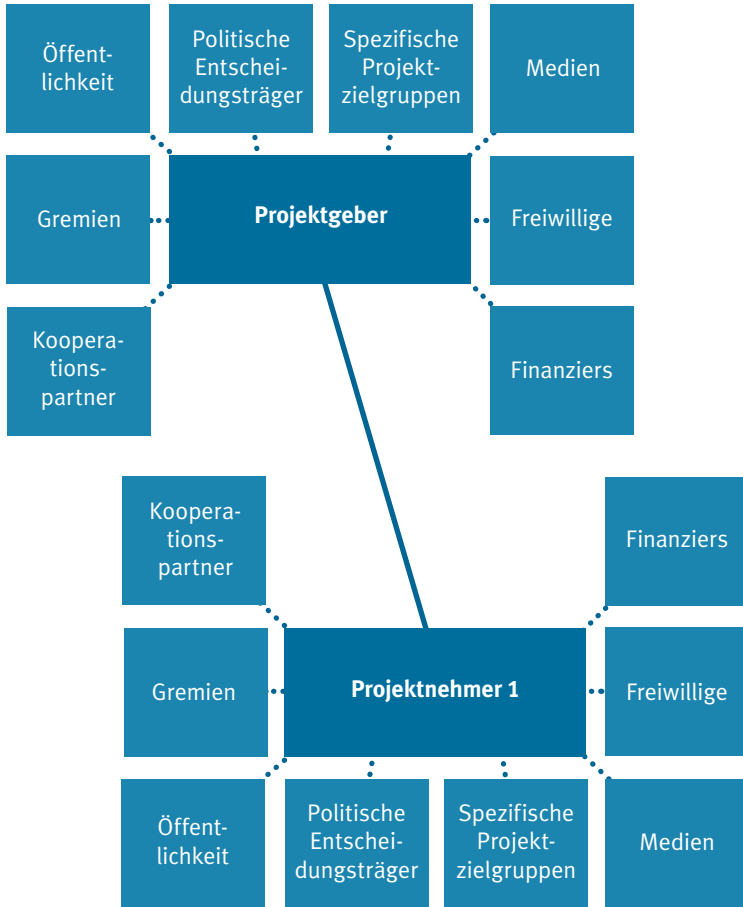 Öffent-
lichkeit
Politische
Entschei-
dungsträger
Spezifische
Projekt-
zielgruppen
Medien
Gremien
Projektgeber
Freiwillige
Koopera-
tions-
partner
Finanziers
Koopera-
tions-
partner
Finanziers
Gremien
Projektnehmer 1
Freiwillige
Öffent-
lichkeit
Politische
Entschei-
dungsträger
Spezifische
Projekt-
zielgruppen
Medien